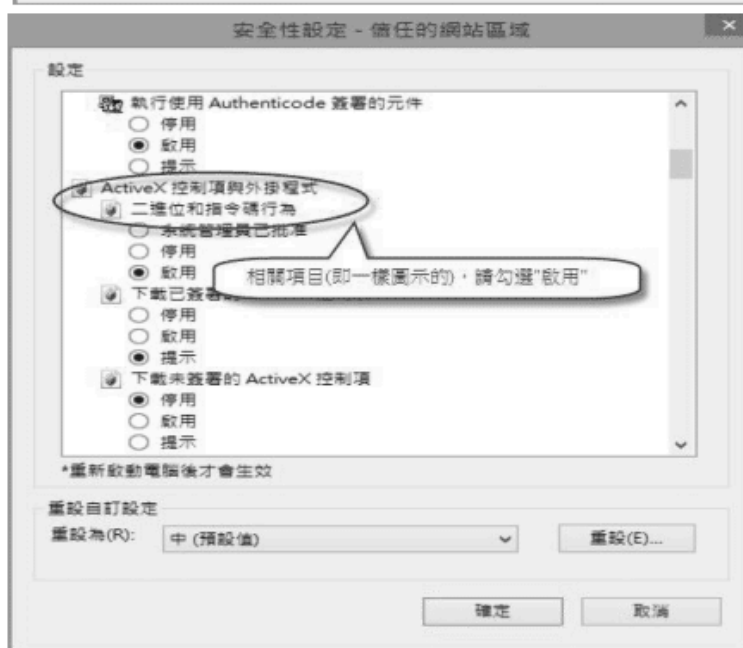 安全性設定 - 信任的網站區域
設定
執行使用 Authenticode 簽署的元件
停用
啟用
提示
ActiveX 控制項與外掛程式
二進位和指令碼行為
系統管理員已批准
停用
啟用
相關項目(即一樣圖示的)，請勾選"啟用"
下載已簽署的
停用
啟用
提示
下載未簽署的 ActiveX 控制項
停用
啟用
提示
*重新啟動電腦後才會生效
重設自訂設定
重設為(R):
中 (預設值)
重設(E)...
確定
取消